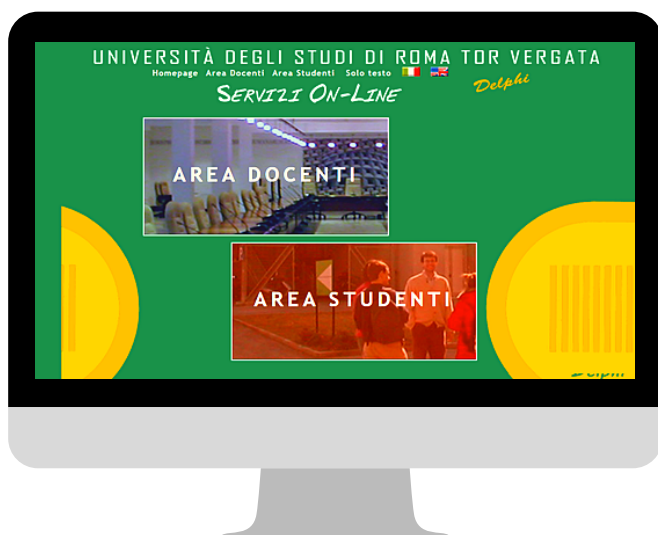 UNIVERSITÀ DEGLI STUDI DI ROMA TOR VERGATA
Homepage Area Docenti Area Studenti Solo testo
Delphi
SERVIZI ON-LINE
AREA DOCENTI
AREA STUDENTI